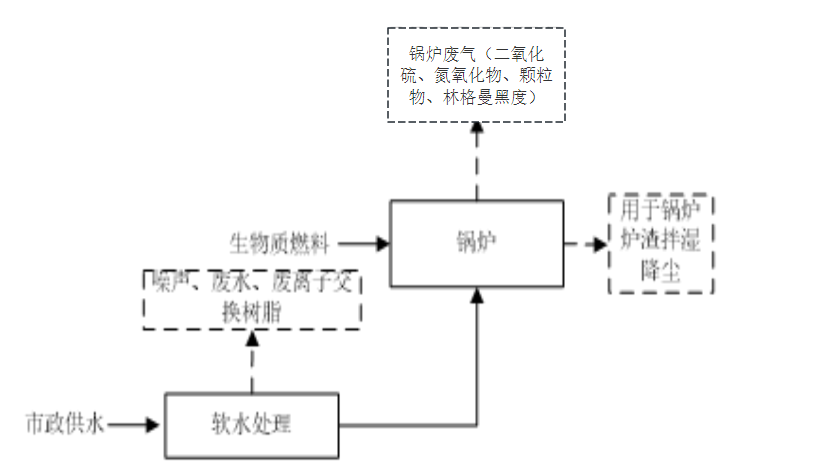 锅炉废气（二氧化
硫、氮氧化物、颗粒
物、林格曼黑度）
用于锅炉
炉渣拌湿
降尘
生物质燃料
锅炉
噪声、废水、废离子交
换树脂
市政供水
软水处理